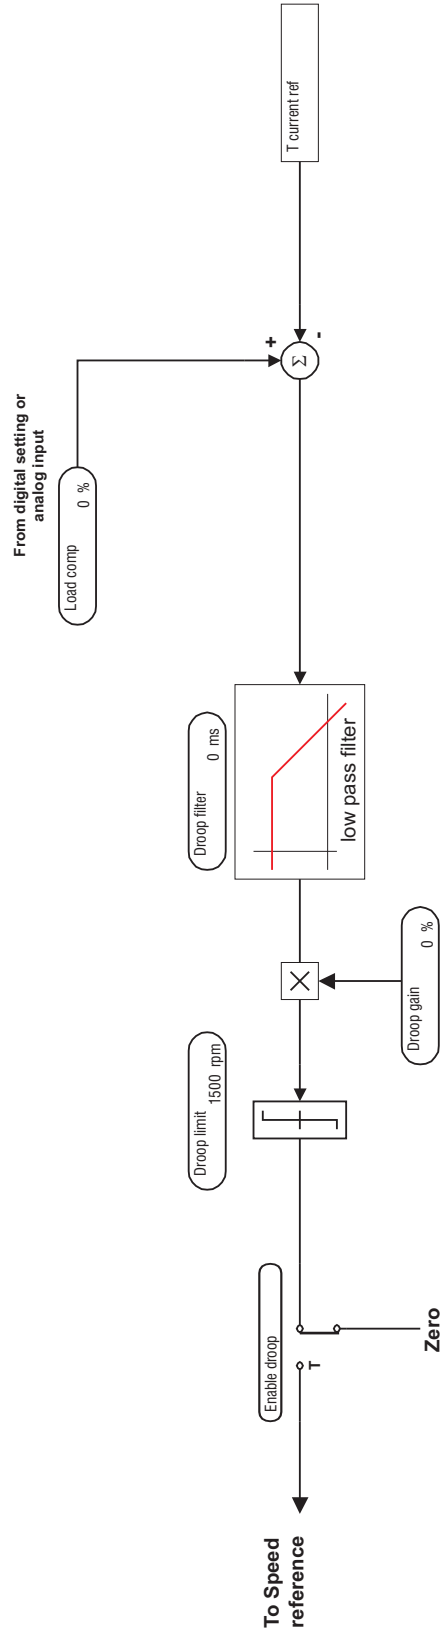 T current ref
+
-
Σ
From digital setting or
analog input
Load comp
0 %
Droop filter
0 ms
low pass filter
Droop gain
0 %
Droop limit
1500 rpm
Enable droop
T
Zero
To Speed
reference